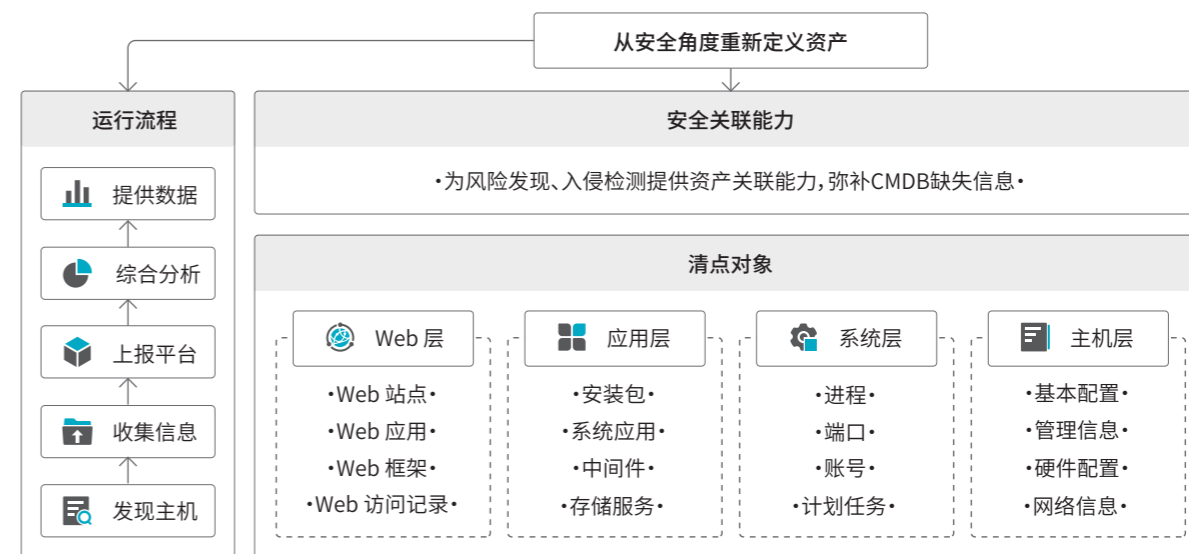 从安全角度重新定义资产
运行流程
提供数据
综合分析
上报平台
收集信息
发现主机
安全关联能力
·为风险发现、入侵检测提供资产关联能力，弥补CMDB缺失信息·
清点对象
Web 层
·Web 站点·
·Web 应用·
·Web 框架·
·Web 访问记录·
应用层
·安装包·
·系统应用·
·中间件·
·存储服务·
系统层
·进程·
·端口·
·账号·
·计划任务·
主机层
·基本配置·
·管理信息·
·硬件配置·
·网络信息·